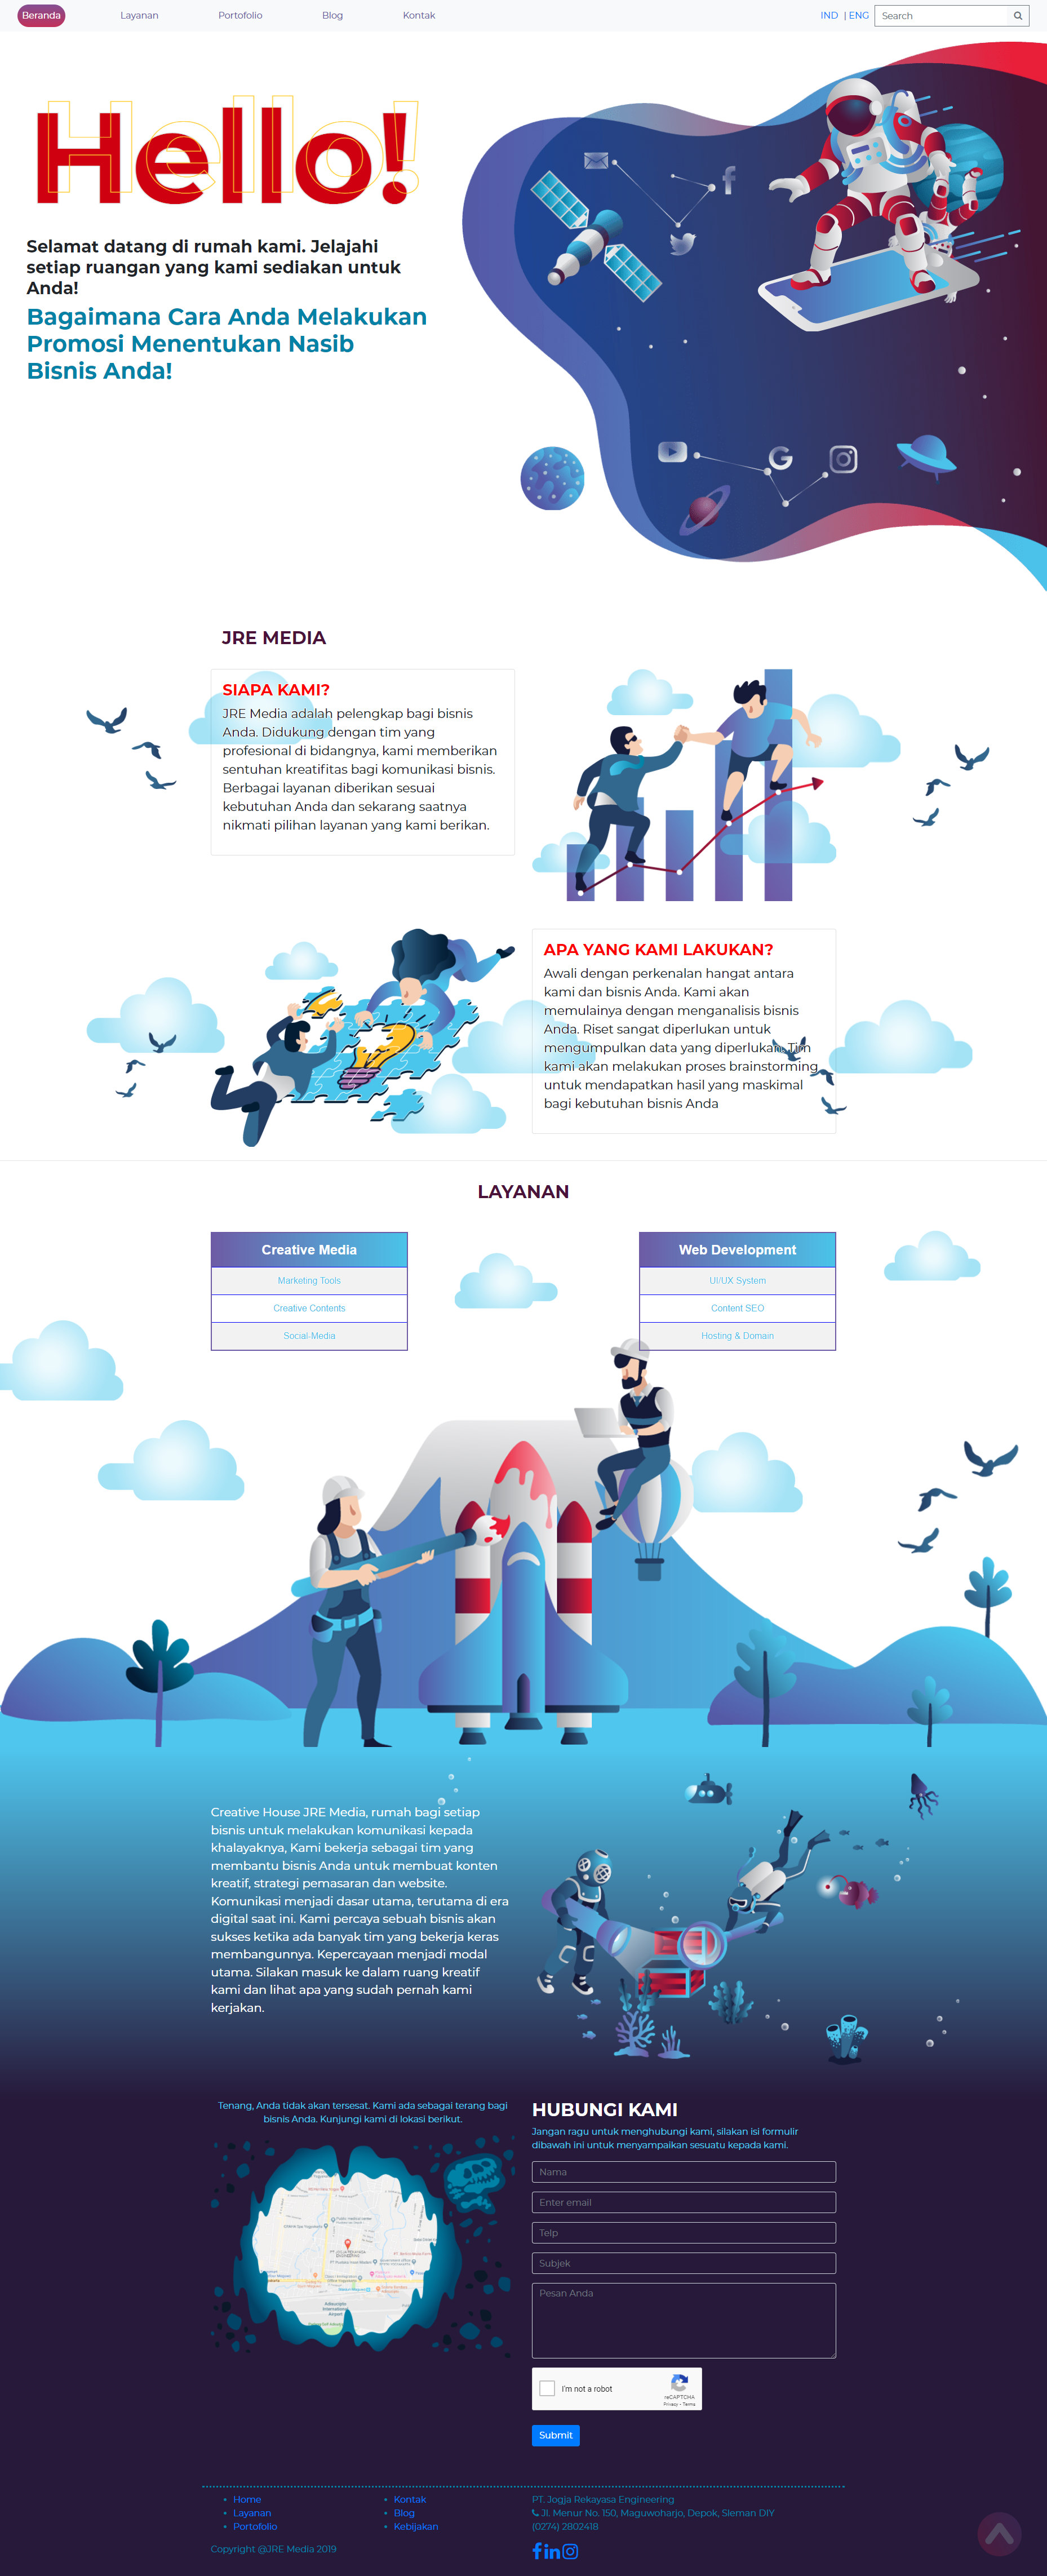 Beranda Layanan Portofolio Blog Kontak IND | ENG Search
Hello!
Selamat datang di rumah kami. Jelajahi
setiap ruangan yang kami sediakan untuk
Anda!
Bagaimana Cara Anda Melakukan
Promosi Menentukan Nasib
Bisnis Anda!
JRE MEDIA
SIAPA KAMI?
JRE Media adalah pelengkap bagi bisnis
Anda. Didukung dengan tim yang
profesional di bidangnya, kami memberikan
sentuhan kreatifitas bagi komunikasi bisnis.
Berbagai layanan diberikan sesuai
kebutuhan Anda dan sekarang saatnya
nikmati pilihan layanan yang kami berikan.
APA YANG KAMI LAKUKAN?
Awali dengan perkenalan hangat antara
kami dan bisnis Anda. Kami akan
memulainya dengan menganalisis bisnis
Anda. Riset sangat diperlukan untuk
mengumpulkan data yang diperlukan. Tim
kami akan melakukan proses brainstorming
untuk mendapatkan hasil yang maskimal
bagi kebutuhan bisnis Anda
LAYANAN
Creative Media
Marketing Tools
Creative Contents
Social-Media
Web Development
UI/UX System
Content SEO
Hosting & Domain
Creative House JRE Media, rumah bagi setiap
bisnis untuk melakukan komunikasi kepada
khalayaknya, Kami bekerja sebagai tim yang
membantu bisnis Anda untuk membuat konten
kreatif, strategi pemasaran dan website.
Komunikasi menjadi dasar utama, terutama di era
digital saat ini. Kami percaya sebuah bisnis akan
sukses ketika ada banyak tim yang bekerja keras
membangunnya. Kepercayaan menjadi modal
utama. Silakan masuk ke dalam ruang kreatif
kami dan lihat apa yang sudah pernah kami
kerjakan.
Tenang, Anda tidak akan tersesat. Kami ada sebagai terang bagi
bisnis Anda. Kunjungi kami di lokasi berikut.
Adisucipto
International
Airport
HUBUNGI KAMI
Jangan ragu untuk menghubungi kami, silakan isi formulir
dibawah ini untuk menyampaikan sesuatu kepada kami.
Nama
Enter email
Telp
Subjek
Pesan Anda
I'm not a robot
reCAPTCHA
Privacy - Terms
Submit
Home
Layanan
Portofolio
Kontak
Blog
Kebijakan
PT. Jogja Rekayasa Engineering
Jl. Menur No. 150, Maguwoharjo, Depok, Sleman DIY
(0274) 2802418
Copyright @JRE Media 2019